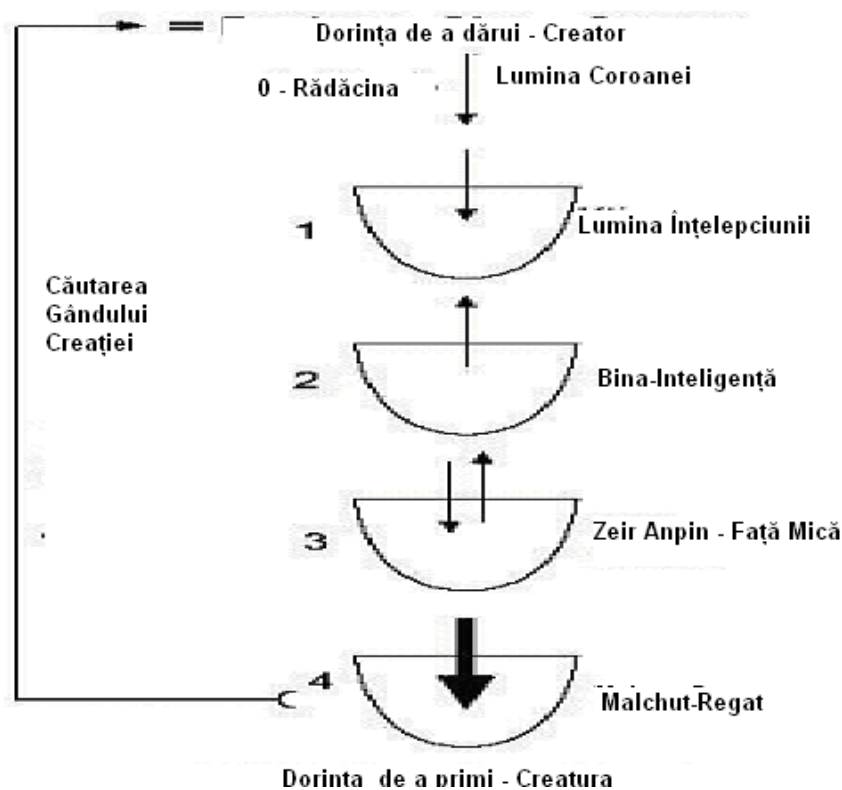 Dorința de a dărui - Creator
0 - Rădăcina
Lumina Coroanei
1
Lumina Înțelepciunii
Căutarea
Gândului
Creației
2
Bina-Inteligență
3
Zeir Anpin - Față Mică
4
Malchut-Regat
Dorința de a primi - Creatura